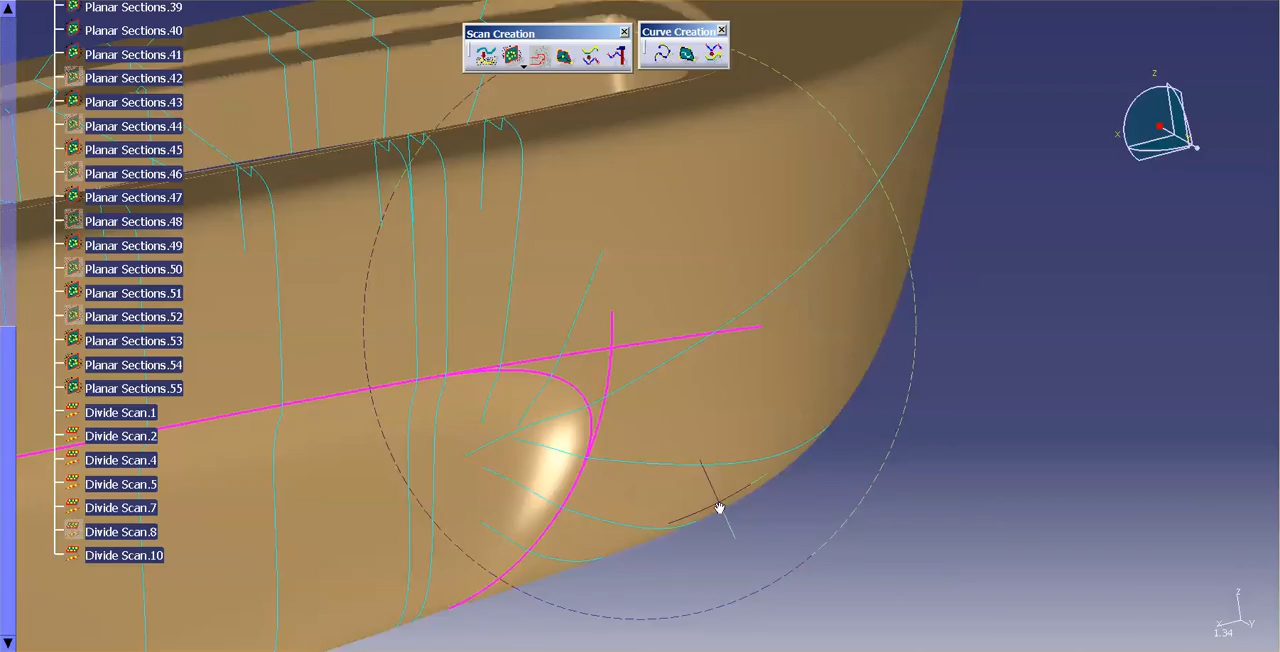 Planar Sections.39
Planar Sections.40
Planar Sections.41
Planar Sections.42
Planar Sections.43
Planar Sections.44
Planar Sections.45
Planar Sections.46
Planar Sections.47
Planar Sections.48
Planar Sections.49
Planar Sections.50
Planar Sections.51
Planar Sections.52
Planar Sections.53
Planar Sections.54
Planar Sections.55
Divide Scan.1
Divide Scan.2
Divide Scan.4
Divide Scan.5
Divide Scan.7
Divide Scan.8
Divide Scan.10
Scan Creation
Curve Creation
z
x
z
x
y
1.34